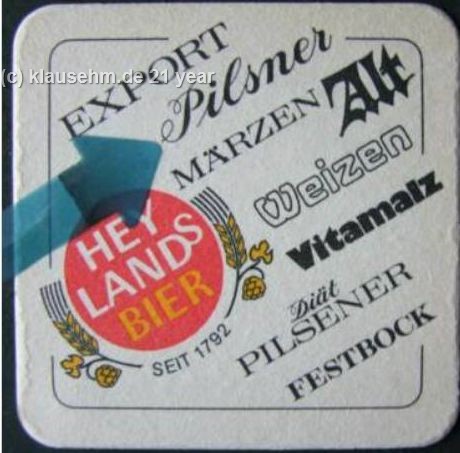 (c) klausehm.de 21 year
EXPORT
Pilsner
MÄRZEN
Alt
Weizen
Vitamalz
Diät
PILSENER
FESTBOCK
HEY
LANDS
BIER
SEIT 1792